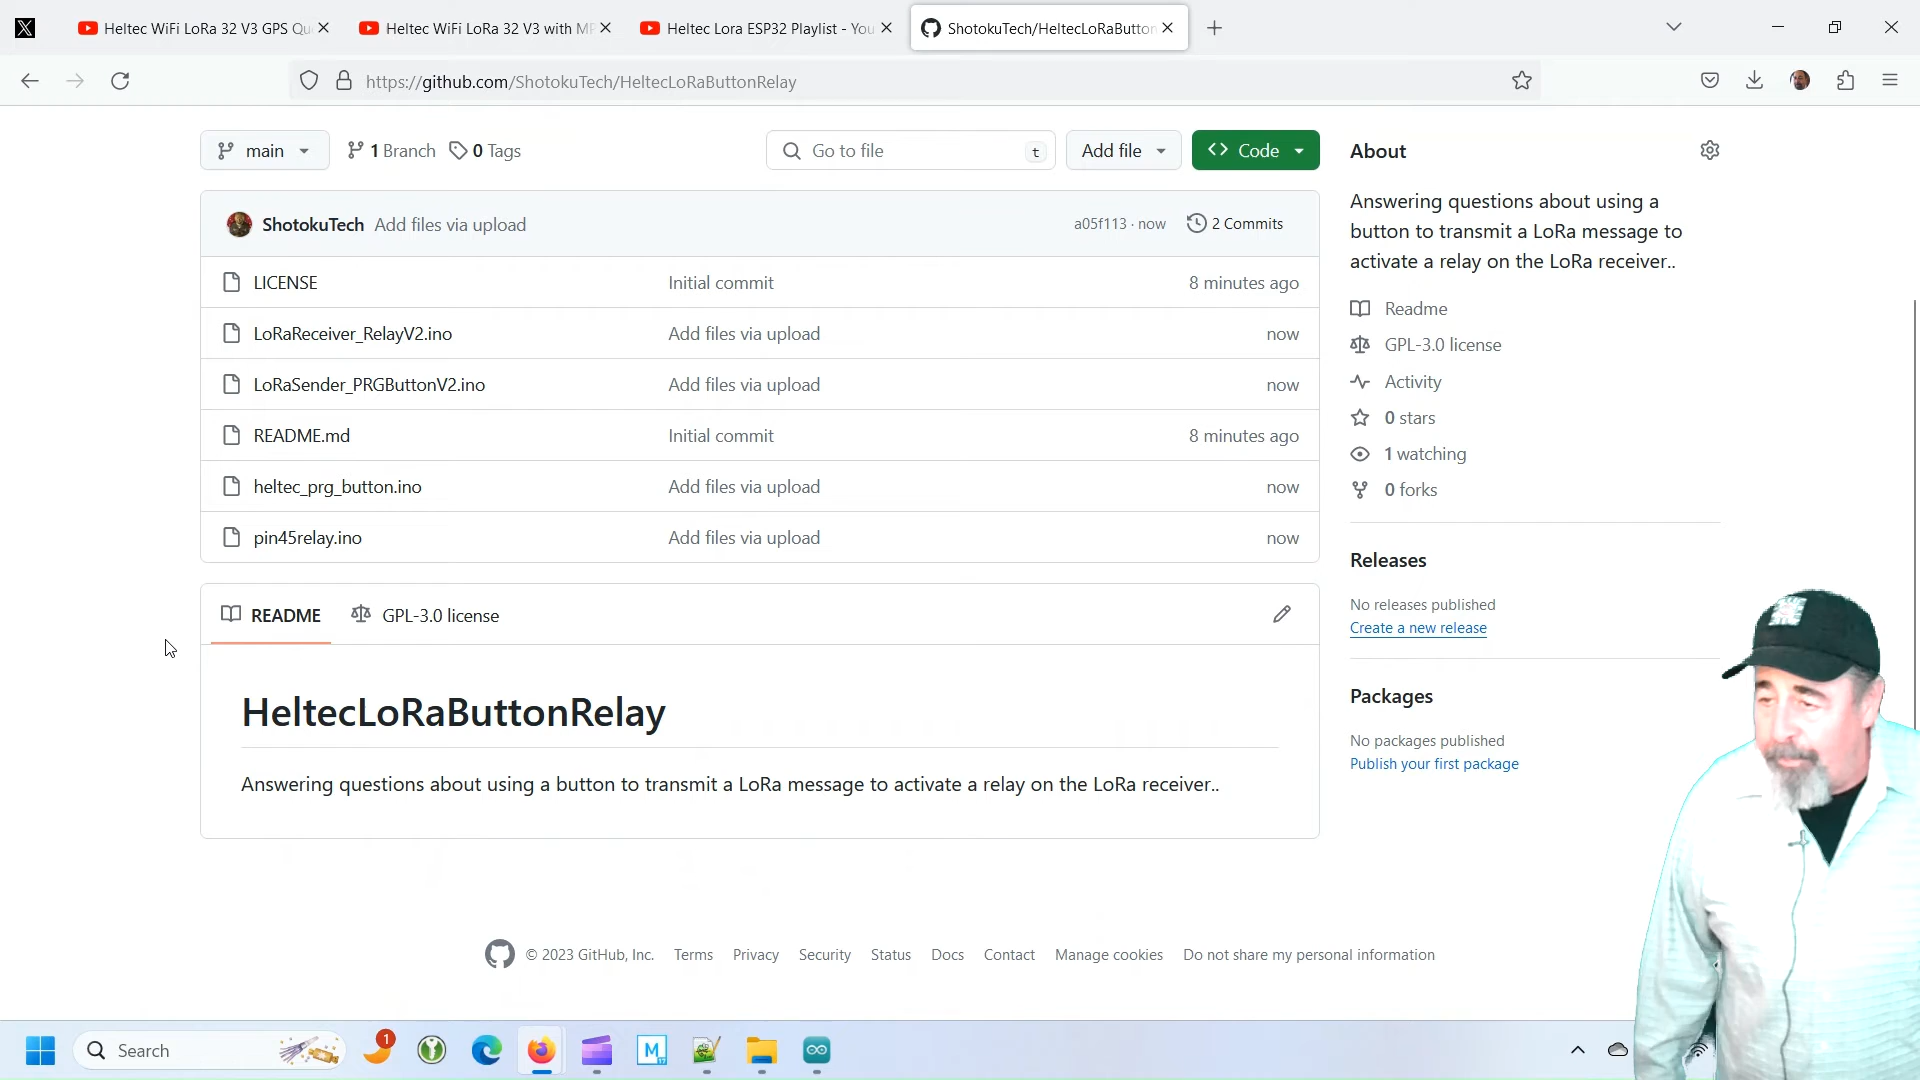 Heltec WiFi LoRa 32 V3 GPS Qu
Heltec WiFi LoRa 32 V3 with MP
Heltec Lora ESP32 Playlist - You
ShotokuTech/HeltecLoRaButton
https://github.com/ShotokuTech/HeltecLoRaButtonRelay
main
1 Branch
0 Tags
Go to file
t
Add file
Code
ShotokuTech Add files via upload
a05f113 · now
2 Commits
LICENSE Initial commit 8 minutes ago
LoRaReceiver_RelayV2.ino Add files via upload now
LoRaSender_PRGButtonV2.ino Add files via upload now
README.md Initial commit 8 minutes ago
heltec_prg_button.ino Add files via upload now
pin45relay.ino Add files via upload now
README
GPL-3.0 license
HeltecLoRaButtonRelay
Answering questions about using a button to transmit a LoRa message to activate a relay on the LoRa receiver..
About
Answering questions about using a
button to transmit a LoRa message to
activate a relay on the LoRa receiver..
Readme
GPL-3.0 license
Activity
0 stars
1 watching
0 forks
Releases
No releases published
Create a new release
Packages
No packages published
Publish your first package
© 2023 GitHub, Inc. Terms Privacy Security Status Docs Contact Manage cookies Do not share my personal information
Search
1
M